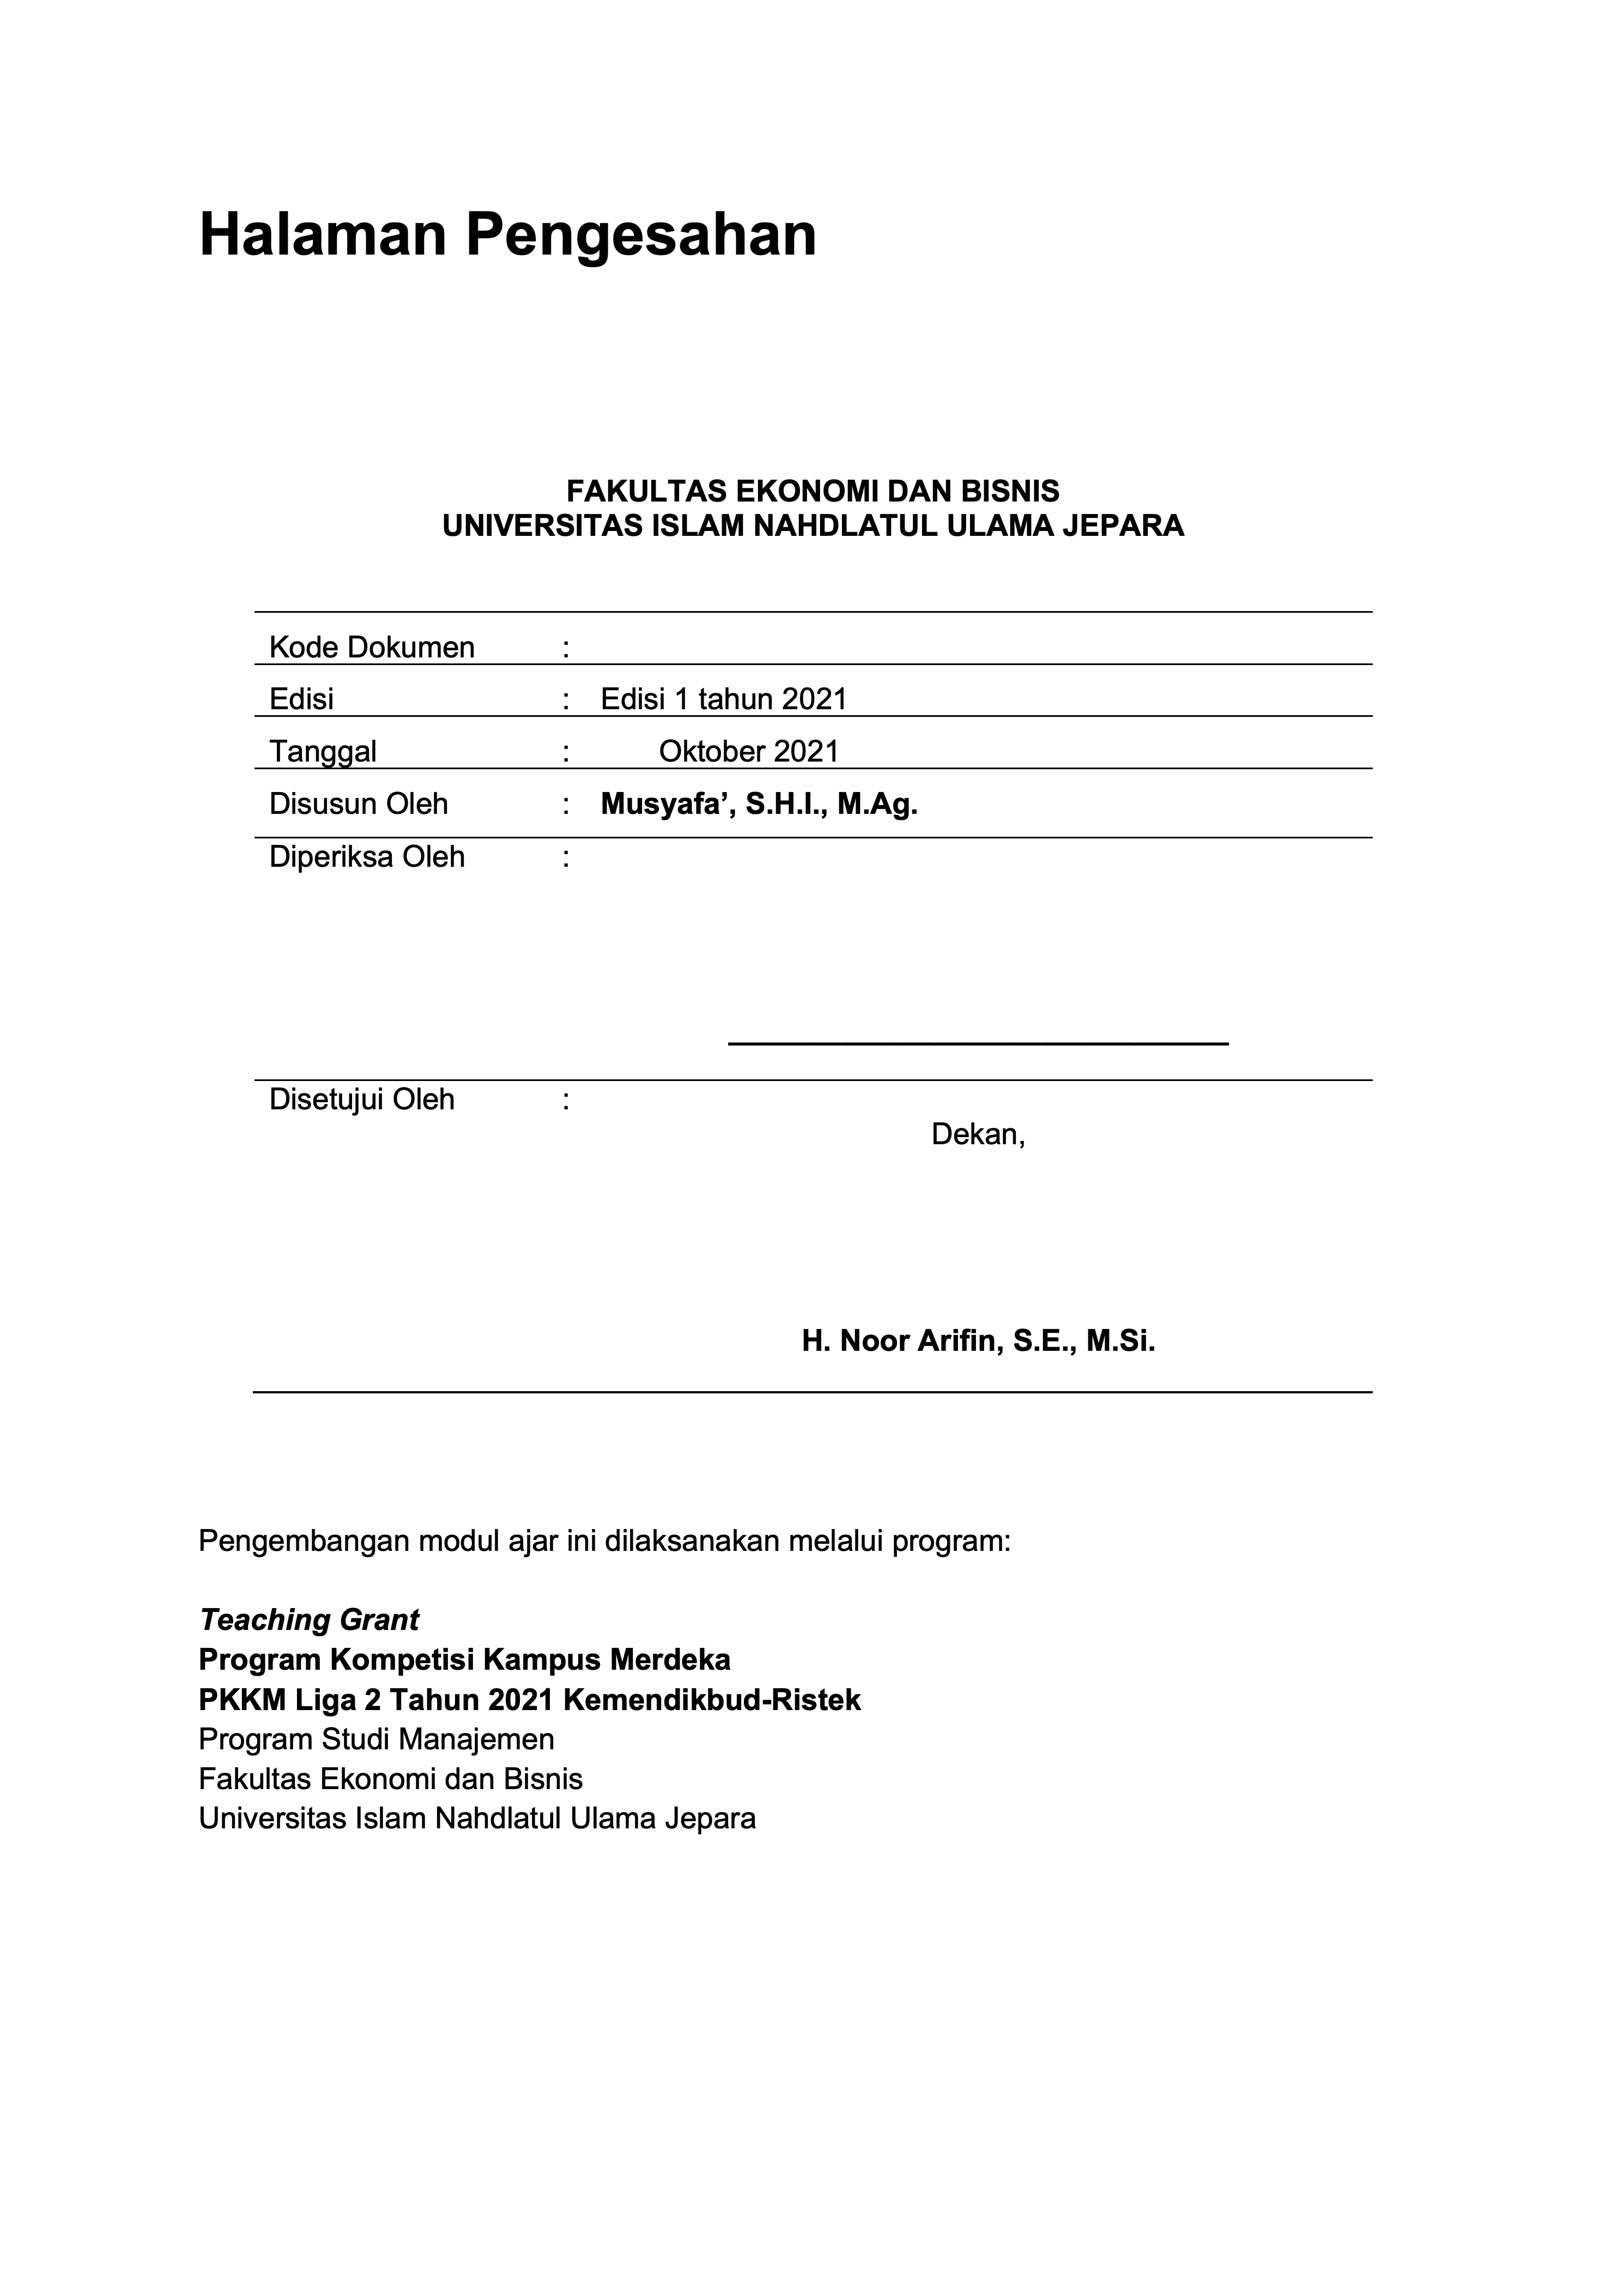 Halaman Pengesahan
FAKULTAS EKONOMI DAN BISNIS
UNIVERSITAS ISLAM NAHDLATUL ULAMA JEPARA
Kode Dokumen :
Edisi : Edisi 1 tahun 2021
Tanggal : Oktober 2021
Disusun Oleh : Musyafa’, S.H.I., M.Ag.
Diperiksa Oleh :
Disetujui Oleh :
Dekan,
H. Noor Arifin, S.E., M.Si.
Pengembangan modul ajar ini dilaksanakan melalui program:
Teaching Grant
Program Kompetisi Kampus Merdeka
PKKM Liga 2 Tahun 2021 Kemendikbud-Ristek
Program Studi Manajemen
Fakultas Ekonomi dan Bisnis
Universitas Islam Nahdlatul Ulama Jepara